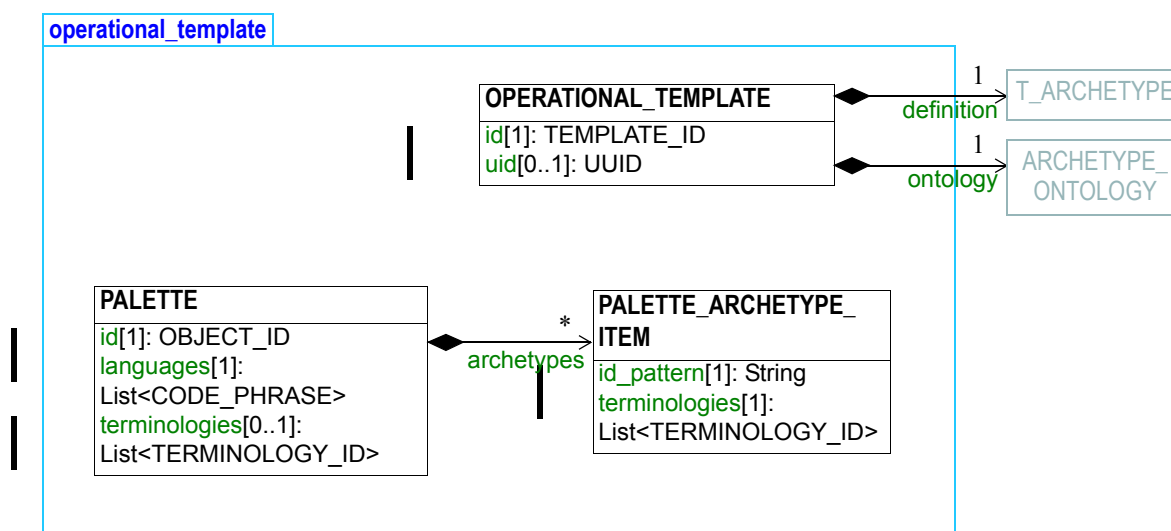 operational_template
OPERATIONAL_TEMPLATE
id[1]: TEMPLATE_ID
uid[0..1]: UUID
1
definition
T_ARCHETYPE
1
ontology
ARCHETYPE_
ONTOLOGY
PALETTE
id[1]: OBJECT_ID
languages[1]:
List<CODE_PHRASE>
terminologies[0..1]:
List<TERMINOLOGY_ID>
*
archetypes
PALETTE_ARCHETYPE_
ITEM
id_pattern[1]: String
terminologies[1]:
List<TERMINOLOGY_ID>